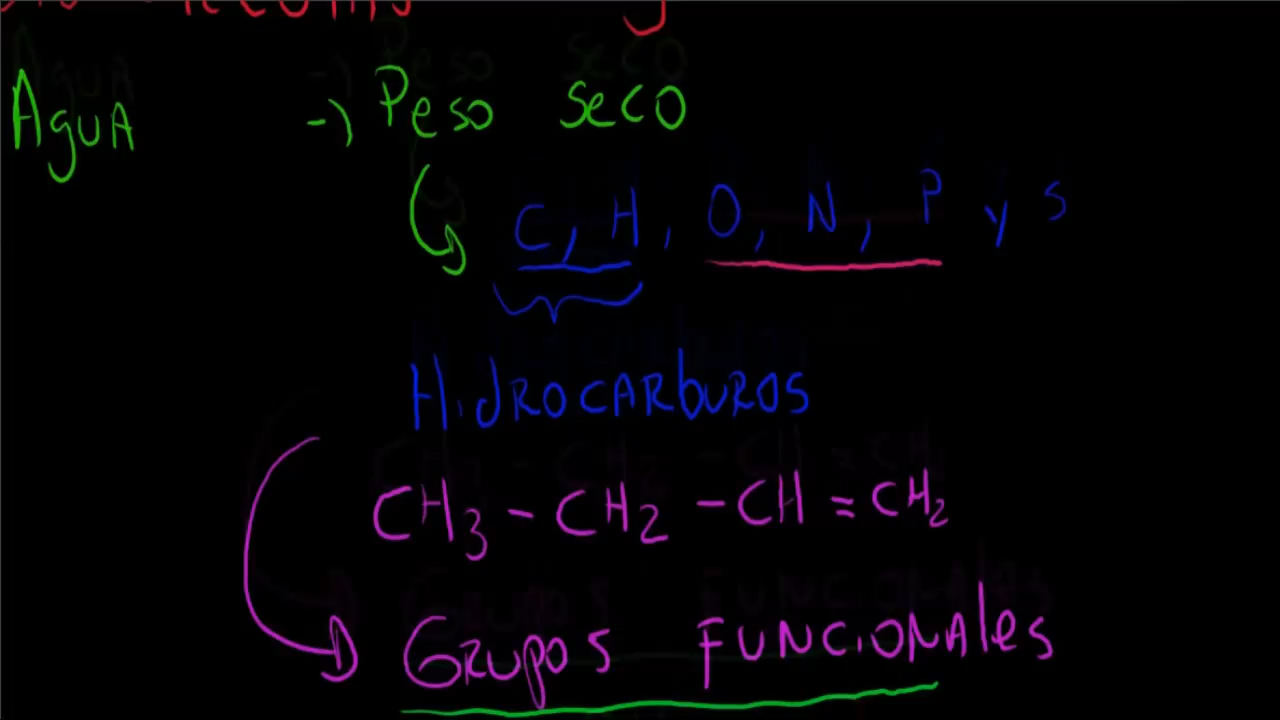 Agua -) Peso seco
C, H, O, N, P y S
Hidrocarburos
CH3 - CH2 - CH = CH2
Grupos Funcionales